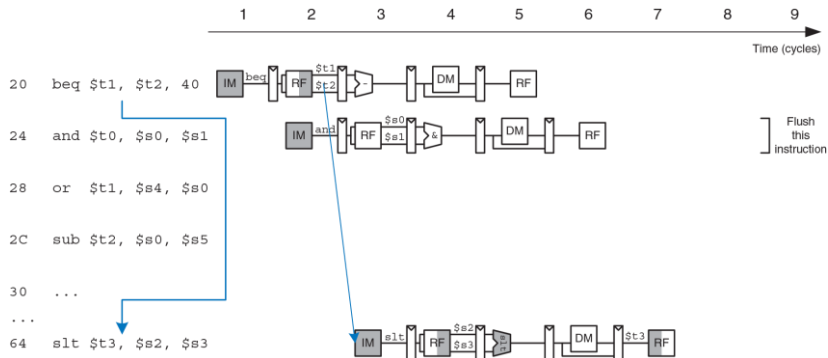 1 2 3 4 5 6 7 8 9
Time (cycles)
20 beq $t1, $t2, 40 IM beq RF $t1 $t2 - DM RF
24 and $t0, $s0, $s1 IM and RF $s0 $s1 & DM RF
Flush
this
instruction
28 or $t1, $s4, $s0
2C sub $t2, $s0, $s5
30 ...
...
64 slt $t3, $s2, $s3 IM slt RF $s2 $s3 slt DM $t3 RF